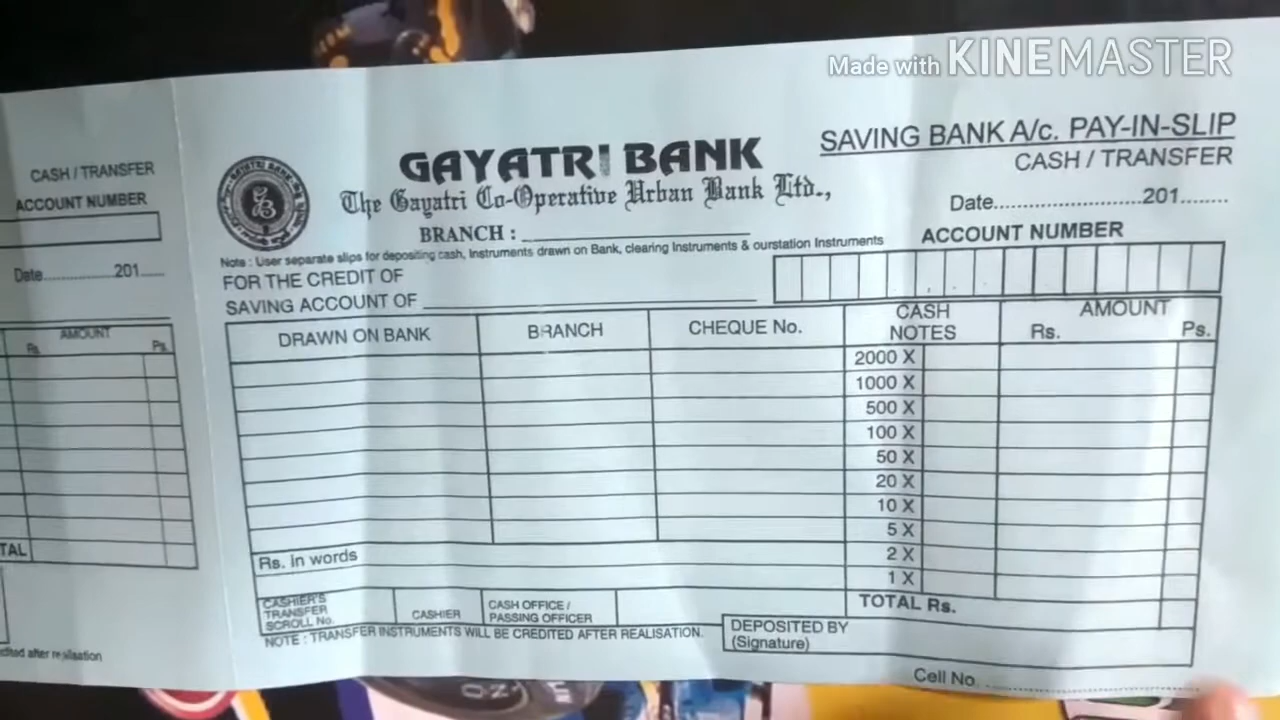 Made with KINEMASTER
CASH / TRANSFER
ACCOUNT NUMBER
Date..............201......
AMOUNT
Rs. Ps.
TAL
GAYATRI BANK
The Gayatri Co-Operative Urban Bank Ltd.,
BRANCH :
SAVING BANK A/c. PAY-IN-SLIP
CASH / TRANSFER
Date........................201........
ACCOUNT NUMBER
Note : User separate slips for depositing cash, Instruments drawn on Bank, clearing Instruments & ourstation Instruments
FOR THE CREDIT OF
SAVING ACCOUNT OF
DRAWN ON BANK BRANCH CHEQUE No. CASH NOTES AMOUNT
Rs. Ps.
2000 X
1000 X
500 X
100 X
50 X
20 X
10 X
5 X
2 X
1 X
Rs. in words
TOTAL Rs.
CASHIER'S TRANSFER SCROLL No.
CASHIER
CASH OFFICE / PASSING OFFICER
DEPOSITED BY
(Signature)
NOTE : TRANSFER INSTRUMENTS WILL BE CREDITED AFTER REALISATION.
Cell No.
after realisation